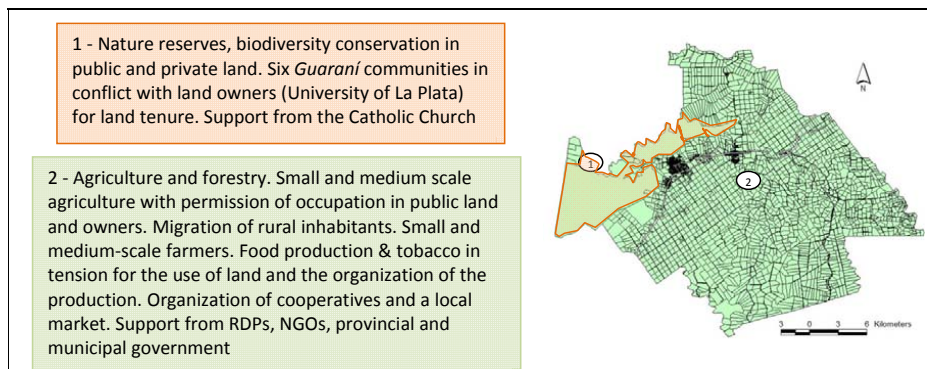 1 - Nature reserves, biodiversity conservation in
public and private land. Six Guaraní communities in
conflict with land owners (University of La Plata)
for land tenure. Support from the Catholic Church
2 - Agriculture and forestry. Small and medium scale
agriculture with permission of occupation in public land
and owners. Migration of rural inhabitants. Small and
medium-scale farmers. Food production & tobacco in
tension for the use of land and the organization of the
production. Organization of cooperatives and a local
market. Support from RDPs, NGOs, provincial and
municipal government
N
1
2
3 0 3 6 Kilometers